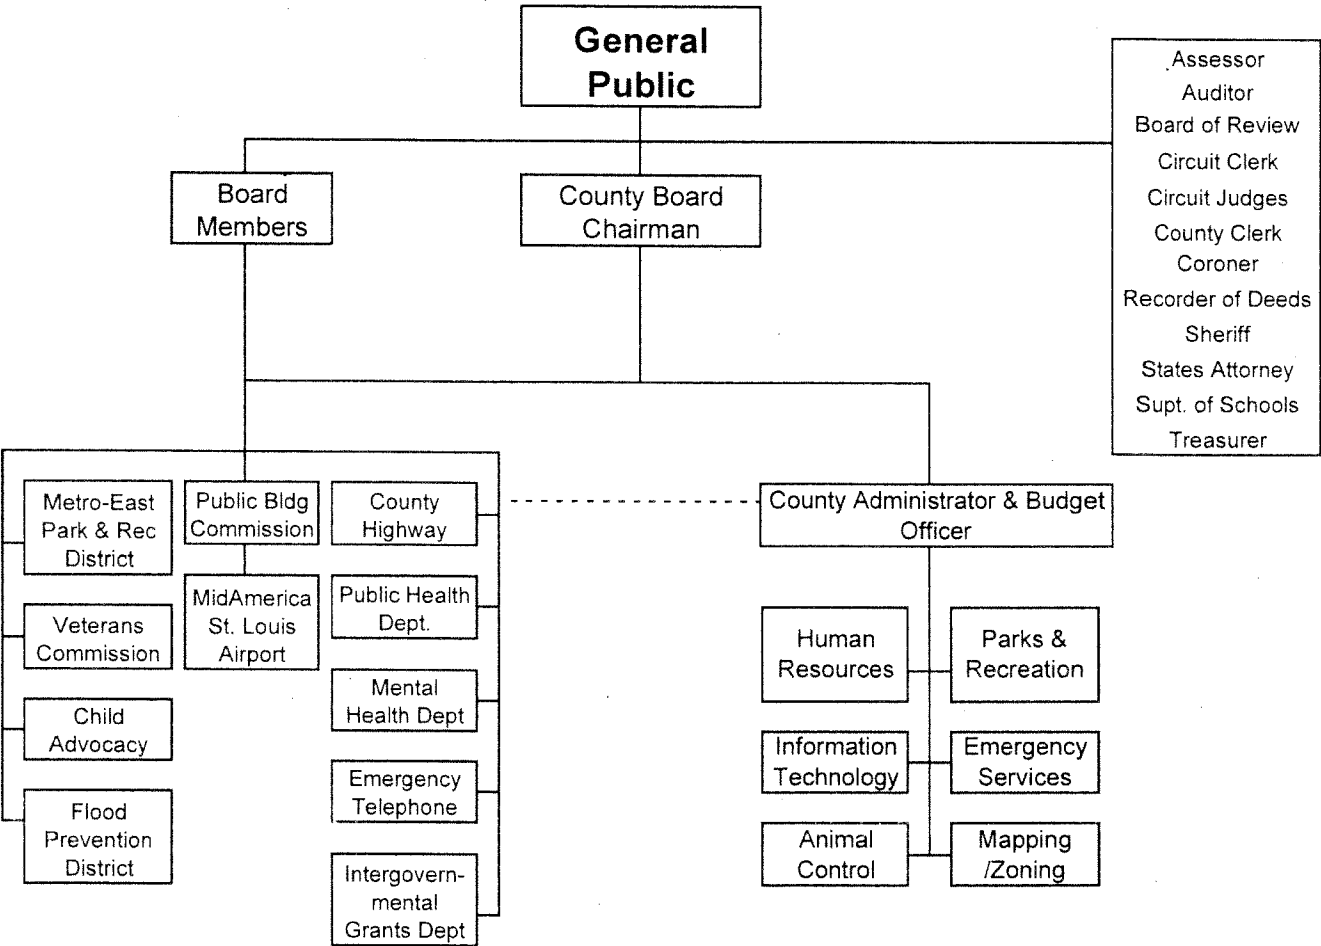 General
Public
Assessor
Auditor
Board of Review
Circuit Clerk
Circuit Judges
County Clerk
Coroner
Recorder of Deeds
Sheriff
States Attorney
Supt. of Schools
Treasurer
Board
Members
County Board
Chairman
Metro-East
Park & Rec
District
Veterans
Commission
Child
Advocacy
Flood
Prevention
District
Public Bldg
Commission
MidAmerica
St. Louis
Airport
County
Highway
Public Health
Dept.
Mental
Health Dept
Emergency
Telephone
Intergovern-
mental
Grants Dept
County Administrator & Budget
Officer
Human
Resources
Parks &
Recreation
Information
Technology
Emergency
Services
Animal
Control
Mapping
/Zoning